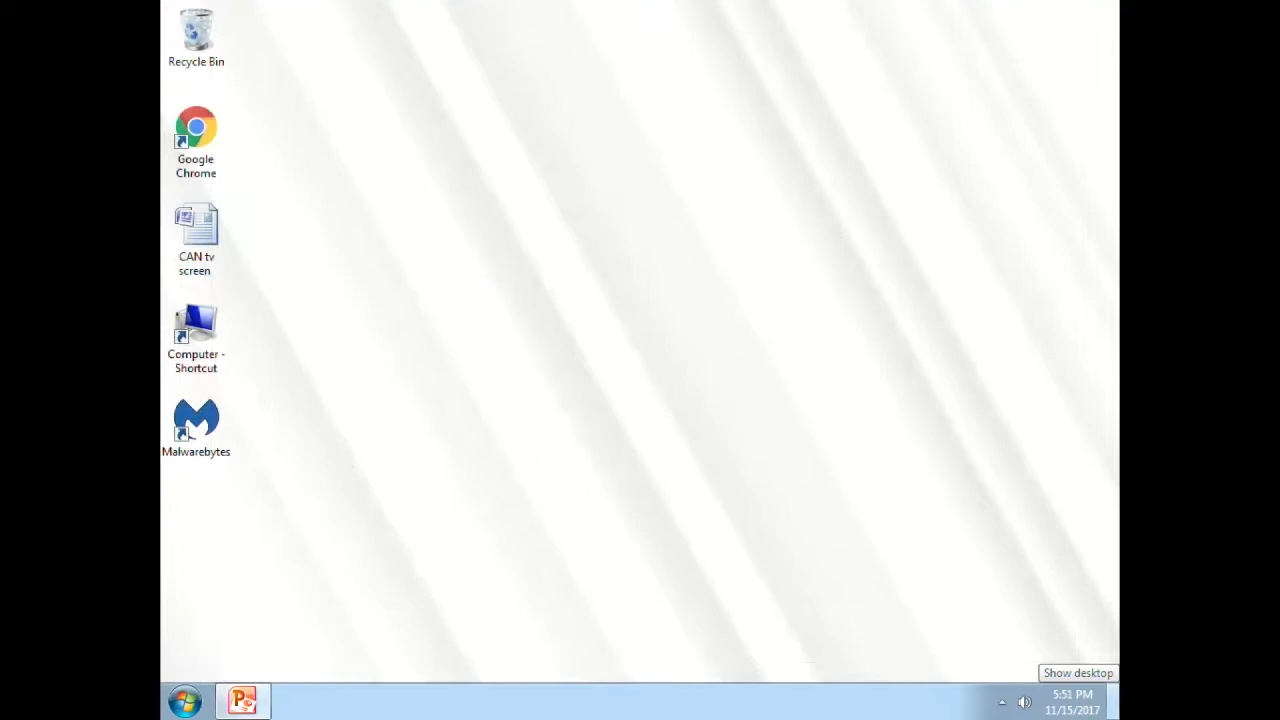 Recycle Bin
Google
Chrome
CAN tv
screen
Computer -
Shortcut
Malwarebytes
Show desktop
5:51 PM
11/15/2017